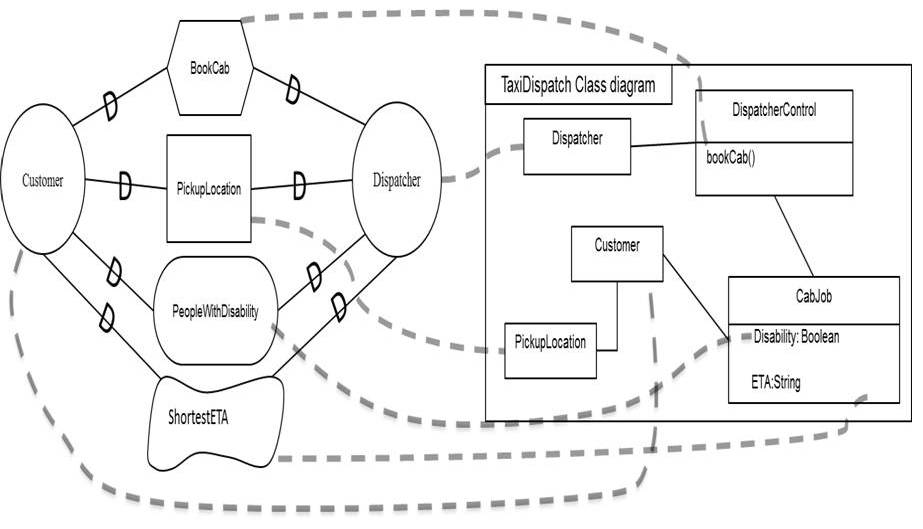 BookCab
D
D
Customer
D
PickupLocation
D
Dispatcher
D
PeopleWithDisability
D
D
D
ShortestETA
TaxiDispatch Class diagram
Dispatcher
DispatcherControl
bookCab()
Customer
PickupLocation
CabJob
Disability: Boolean
ETA:String